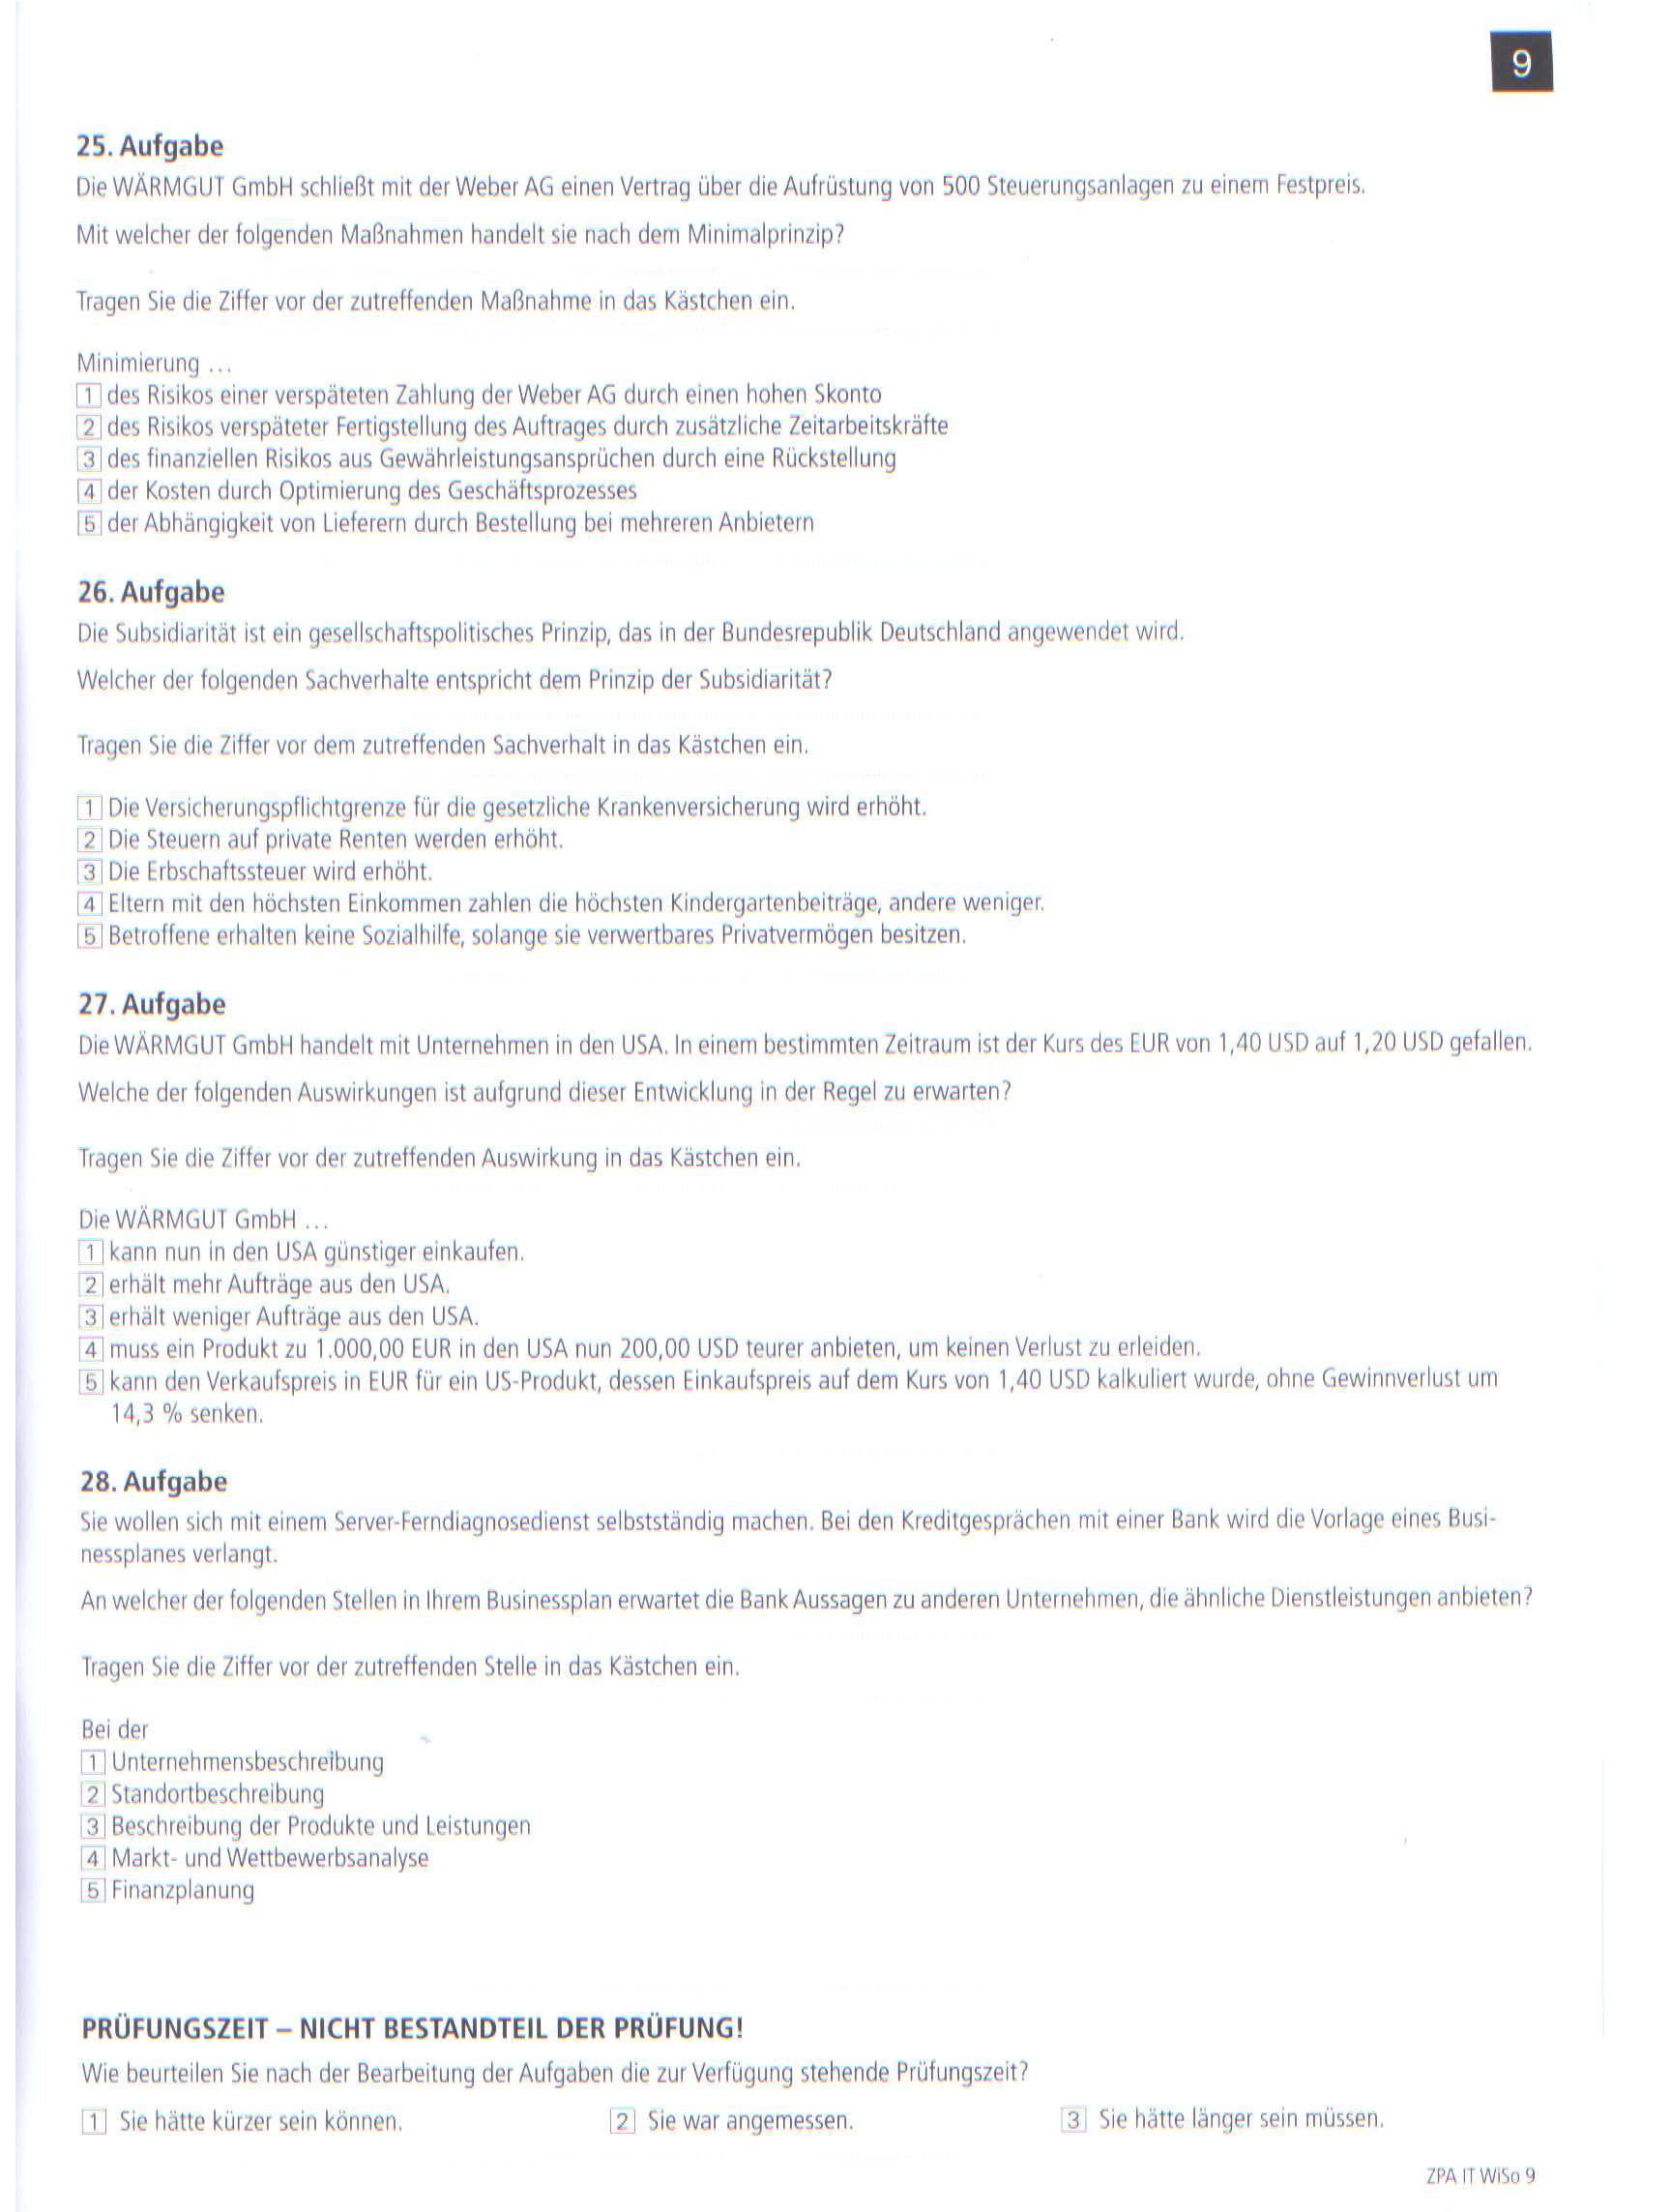 9
25. Aufgabe
Die WÄRMGUT GmbH schließt mit der Weber AG einen Vertrag über die Aufrüstung von 500 Steuerungsanlagen zu einem Festpreis.
Mit welcher der folgenden Maßnahmen handelt sie nach dem Minimalprinzip?
Tragen Sie die Ziffer vor der zutreffenden Maßnahme in das Kästchen ein.
Minimierung ...
1 des Risikos einer verspäteten Zahlung der Weber AG durch einen hohen Skonto
2 des Risikos verspäteter Fertigstellung des Auftrages durch zusätzliche Zeitarbeitskräfte
3 des finanziellen Risikos aus Gewährleistungsansprüchen durch eine Rückstellung
4 der Kosten durch Optimierung des Geschäftsprozesses
5 der Abhängigkeit von Lieferern durch Bestellung bei mehreren Anbietern
26. Aufgabe
Die Subsidiarität ist ein gesellschaftspolitisches Prinzip, das in der Bundesrepublik Deutschland angewendet wird.
Welcher der folgenden Sachverhalte entspricht dem Prinzip der Subsidiarität?
Tragen Sie die Ziffer vor dem zutreffenden Sachverhalt in das Kästchen ein.
1 Die Versicherungspflichtgrenze für die gesetzliche Krankenversicherung wird erhöht.
2 Die Steuern auf private Renten werden erhöht.
3 Die Erbschaftssteuer wird erhöht.
4 Eltern mit den höchsten Einkommen zahlen die höchsten Kindergartenbeiträge, andere weniger.
5 Betroffene erhalten keine Sozialhilfe, solange sie verwertbares Privatvermögen besitzen.
27. Aufgabe
Die WÄRMGUT GmbH handelt mit Unternehmen in den USA. In einem bestimmten Zeitraum ist der Kurs des EUR von 1,40 USD auf 1,20 USD gefallen.
Welche der folgenden Auswirkungen ist aufgrund dieser Entwicklung in der Regel zu erwarten?
Tragen Sie die Ziffer vor der zutreffenden Auswirkung in das Kästchen ein.
Die WÄRMGUT GmbH ...
1 kann nun in den USA günstiger einkaufen.
2 erhält mehr Aufträge aus den USA.
3 erhält weniger Aufträge aus den USA.
4 muss ein Produkt zu 1.000,00 EUR in den USA nun 200,00 USD teurer anbieten, um keinen Verlust zu erleiden.
5 kann den Verkaufspreis in EUR für ein US-Produkt, dessen Einkaufspreis auf dem Kurs von 1,40 USD kalkuliert wurde, ohne Gewinnverlust um
14,3 % senken.
28. Aufgabe
Sie wollen sich mit einem Server-Ferndiagnosedienst selbstständig machen. Bei den Kreditgesprächen mit einer Bank wird die Vorlage eines Busi-
nessplanes verlangt.
An welcher der folgenden Stellen in Ihrem Businessplan erwartet die Bank Aussagen zu anderen Unternehmen, die ähnliche Dienstleistungen anbieten?
Tragen Sie die Ziffer vor der zutreffenden Stelle in das Kästchen ein.
Bei der
1 Unternehmensbeschreibung
2 Standortbeschreibung
3 Beschreibung der Produkte und Leistungen
4 Markt- und Wettbewerbsanalyse
5 Finanzplanung
PRÜFUNGSZEIT – NICHT BESTANDTEIL DER PRÜFUNG!
Wie beurteilen Sie nach der Bearbeitung der Aufgaben die zur Verfügung stehende Prüfungszeit?
1 Sie hätte kürzer sein können. 2 Sie war angemessen. 3 Sie hätte länger sein müssen.
ZPA IT WiSo 9